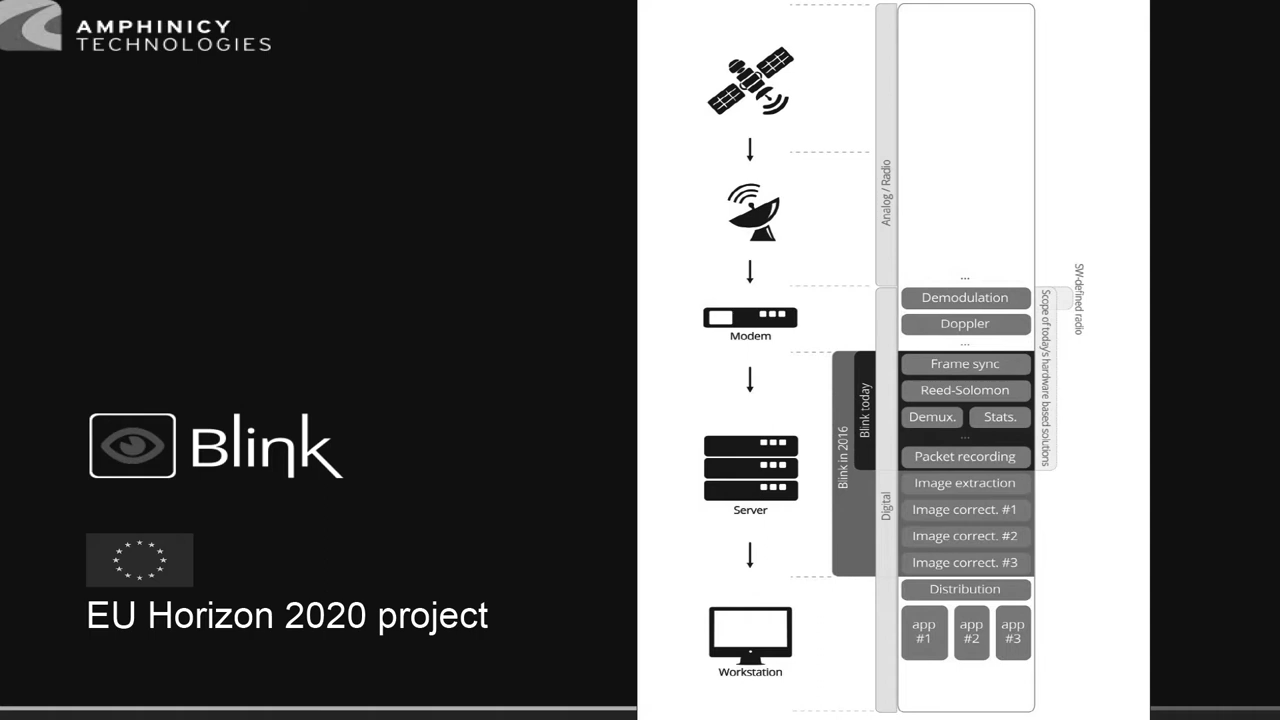 AMPHINICY
TECHNOLOGIES
Blink
EU Horizon 2020 project
Modem
Server
Workstation
Analog / Radio
Digital
Blink in 2016
Blink today
...
Demodulation
Doppler
...
Frame sync
Reed-Solomon
Demux. Stats.
...
Packet recording
Image extraction
Image correct. #1
Image correct. #2
Image correct. #3
Distribution
app #1
app #2
app #3
Scope of today's hardware based solutions
SW-defined radio